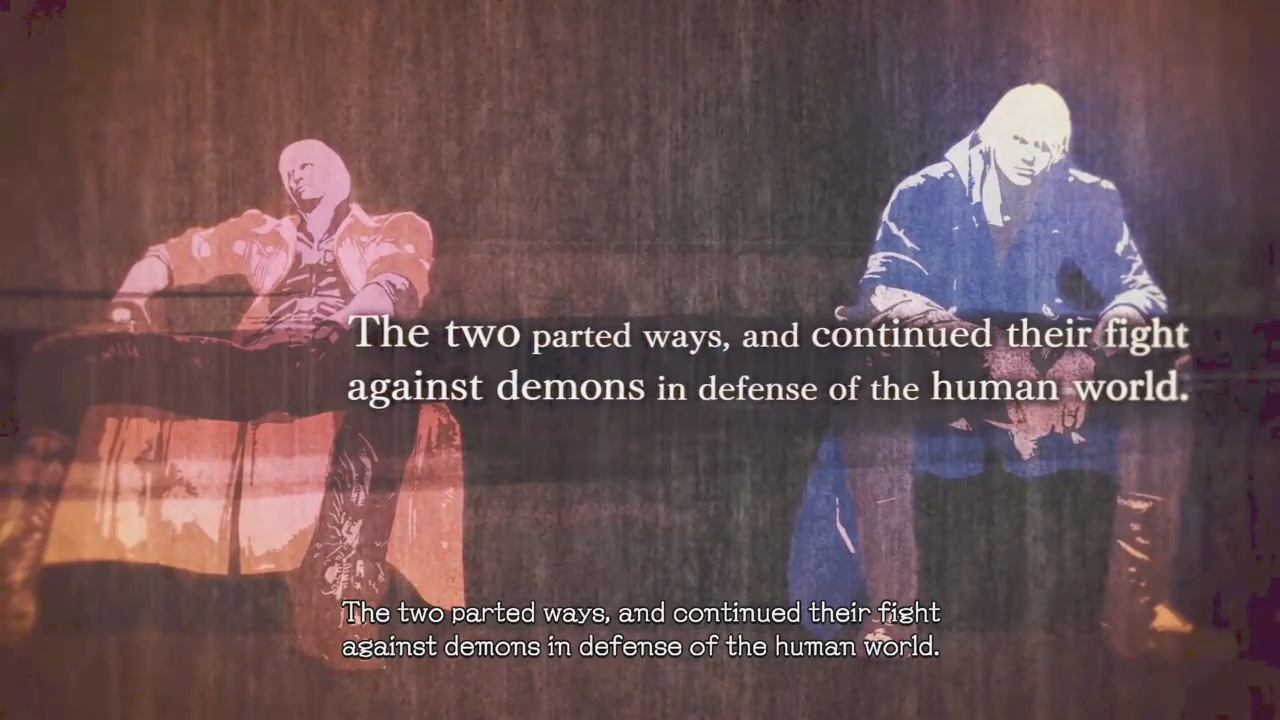 The two parted ways, and continued their fight
against demons in defense of the human world.
The two parted ways, and continued their fight
against demons in defense of the human world.